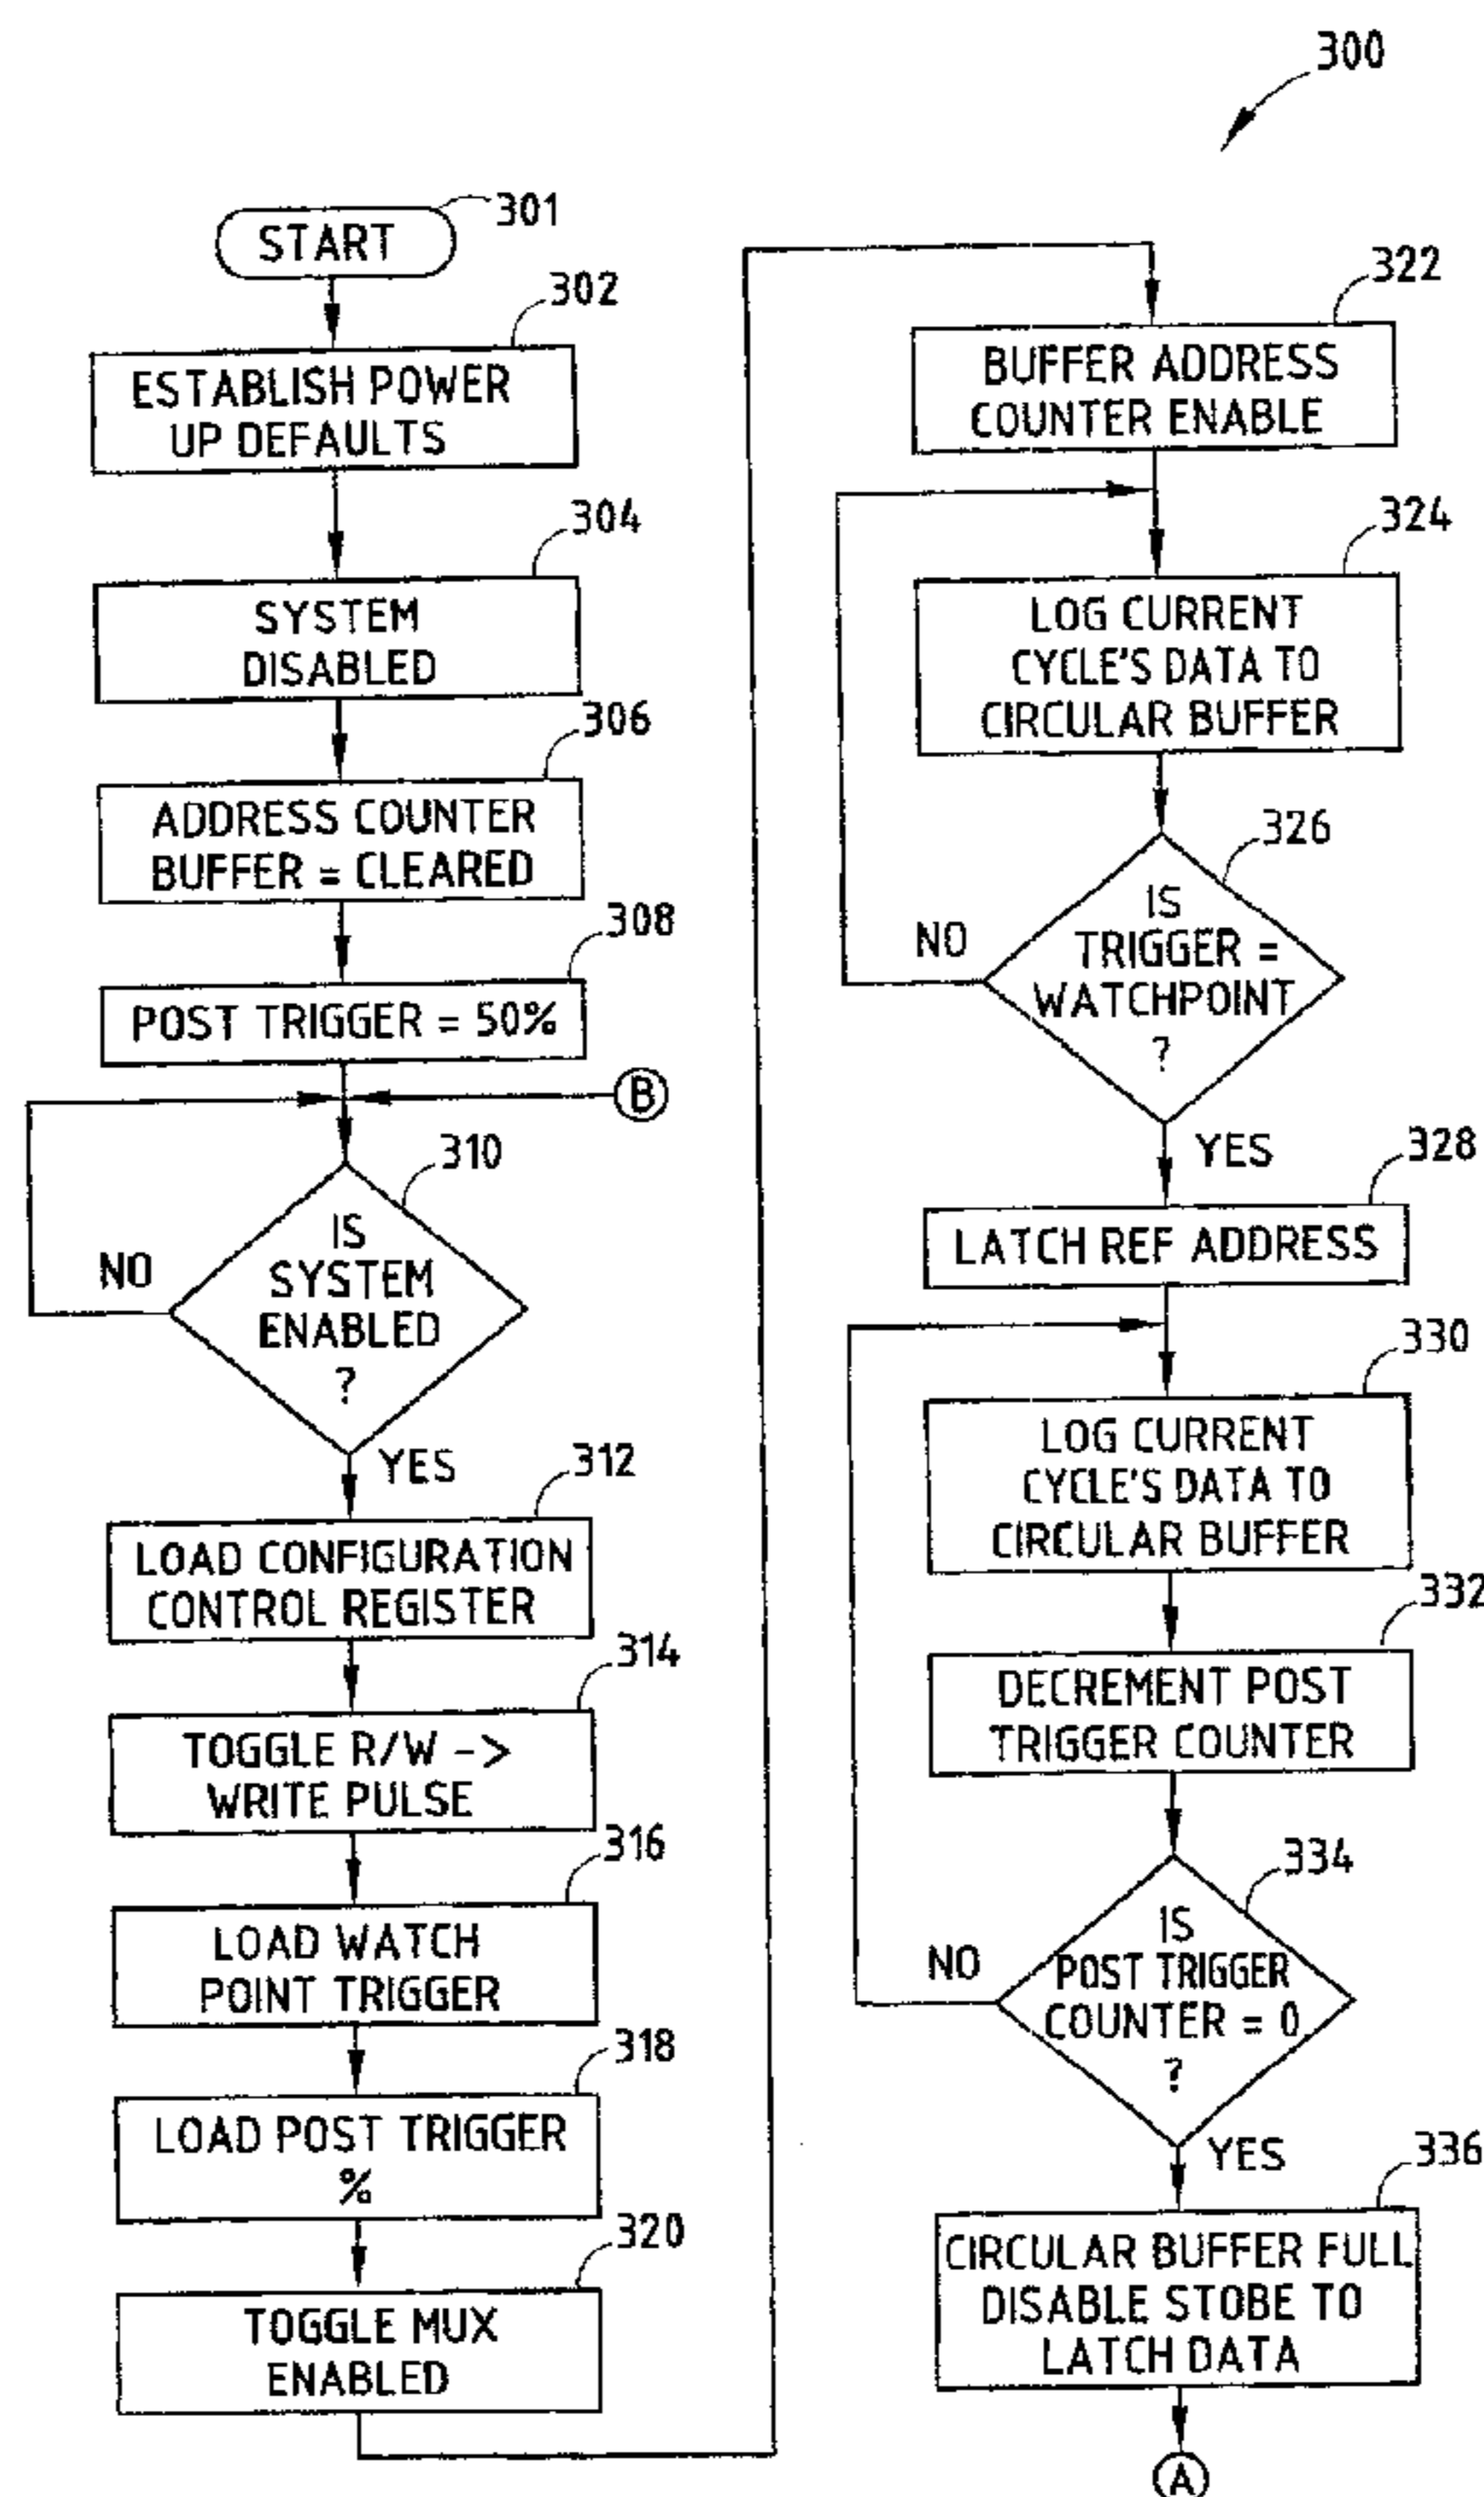 300
301
START
302
ESTABLISH POWER
UP DEFAULTS
304
SYSTEM
DISABLED
306
ADDRESS COUNTER
BUFFER = CLEARED
308
POST TRIGGER = 50%
B
310
IS
SYSTEM
ENABLED
?
NO
YES
312
LOAD CONFIGURATION
CONTROL REGISTER
314
TOGGLE R/W ->
WRITE PULSE
316
LOAD WATCH
POINT TRIGGER
318
LOAD POST TRIGGER
%
320
TOGGLE MUX
ENABLED
322
BUFFER ADDRESS
COUNTER ENABLE
324
LOG CURRENT
CYCLE'S DATA TO
CIRCULAR BUFFER
326
IS
TRIGGER =
WATCHPOINT
?
NO
YES
328
LATCH REF ADDRESS
330
LOG CURRENT
CYCLE'S DATA TO
CIRCULAR BUFFER
332
DECREMENT POST
TRIGGER COUNTER
334
IS
POST TRIGGER
COUNTER = 0
?
NO
YES
336
CIRCULAR BUFFER FULL
DISABLE STOBE TO
LATCH DATA
A